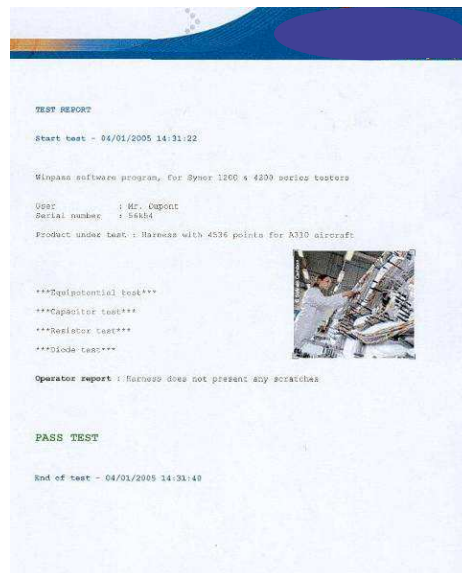 TEST REPORT
Start test - 04/01/2005 14:31:22
Winpass software program, for Synor 1200 & 4200 series testers
User : Mr. Dupont
Serial number : 56k54
Product under test : Harness with 4536 points for A310 aircraft
***Equipotential test***
***Capacitor test***
***Resistor test***
***Diode test***
Operator report : Harness does not present any scratches
PASS TEST
End of test - 04/01/2005 14:31:40